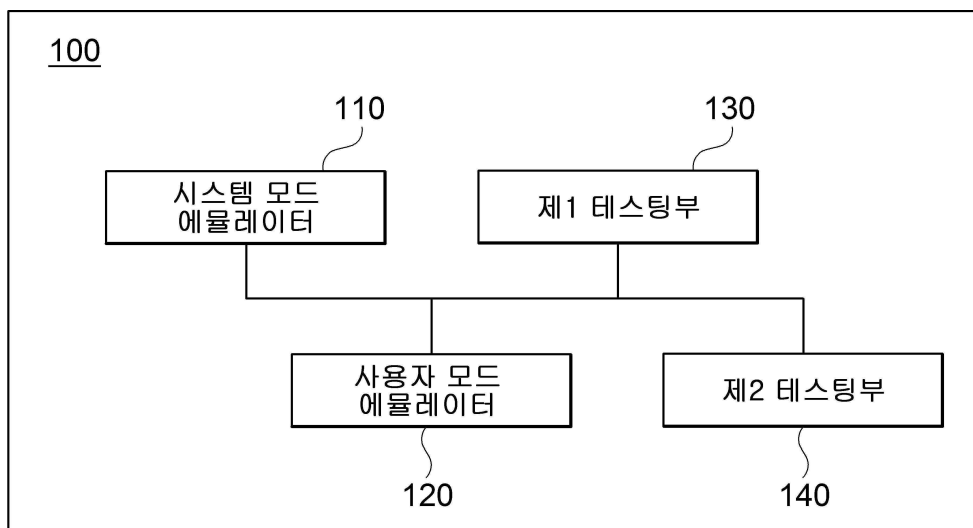 100
110
130
시스템 모드
에뮬레이터
제1 테스팅부
사용자 모드
에뮬레이터
제2 테스팅부
120
140